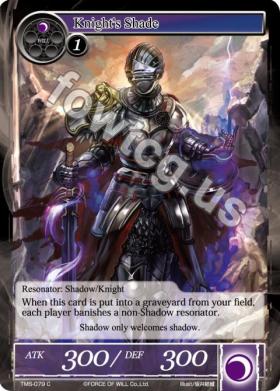 Knight's Shade
WILL
1
fowtcg.us
Resonator: Shadow/Knight
When this card is put into a graveyard from your field,
each player banishes a non-Shadow resonator.
Shadow only welcomes shadow.
ATK 300/ DEF 300
TMS-079 C ©FORCE OF WILL Co.,Ltd. Illust/